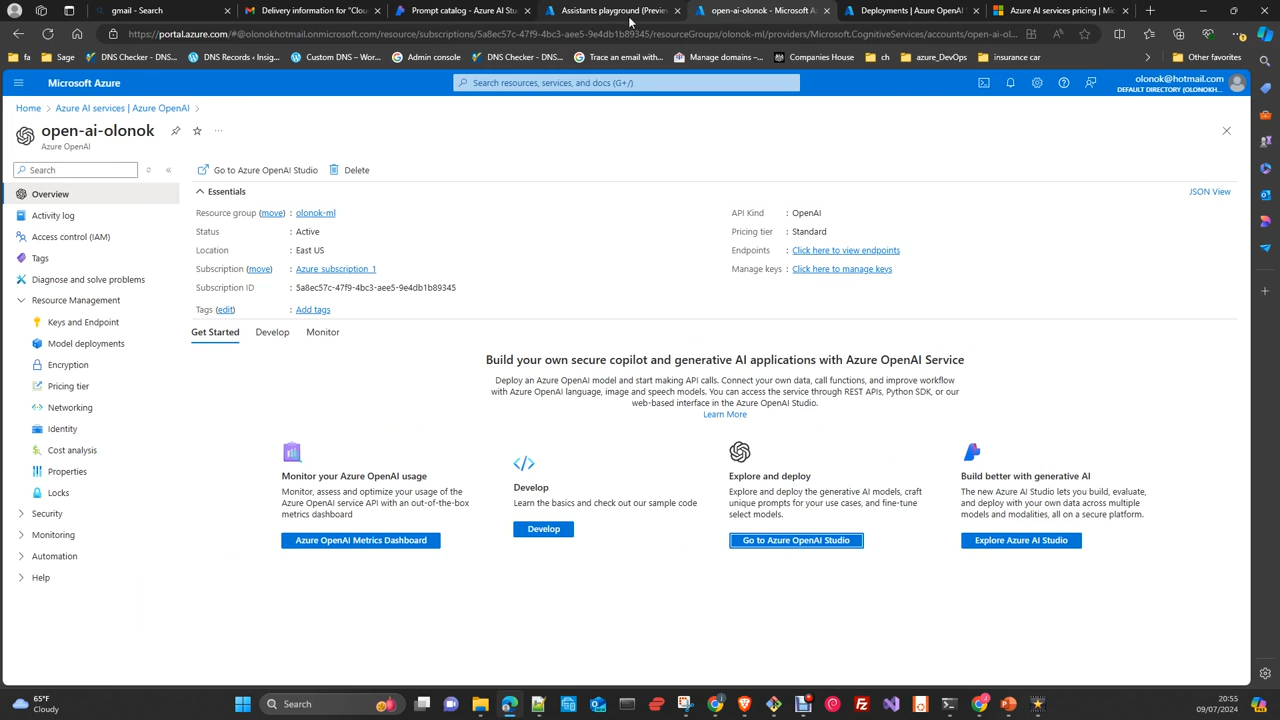 gmail - Search
Delivery information for "Clou
Prompt catalog - Azure AI Stu
Assistants playground (Previe
open-ai-olonok - Microsoft Az
Deployments | Azure OpenAI
Azure AI services pricing | Mic
https://portal.azure.com/#@olonokhotmail.onmicrosoft.com/resource/subscriptions/5a8ec57c-47f9-4bc3-aee5-9e4db1b89345/resourceGroups/olonok-ml/providers/Microsoft.CognitiveServices/accounts/open-ai-ol...
fa
Sage
DNS Checker - DNS...
DNS Records ‹ Insig...
Custom DNS – Wor...
Google Accounts
Admin console
DNS Checker - DNS...
Trace an email with...
Manage domains –...
Companies House
ch
azure_DevOps
insurance car
Other favorites
Microsoft Azure
Search resources, services, and docs (G+/)
olonok@hotmail.com
DEFAULT DIRECTORY (OLONOKH...
Home > Azure AI services | Azure OpenAI >
open-ai-olonok
Azure OpenAI
Search
Overview
Activity log
Access control (IAM)
Tags
Diagnose and solve problems
Resource Management
Keys and Endpoint
Model deployments
Encryption
Pricing tier
Networking
Identity
Cost analysis
Properties
Locks
Security
Monitoring
Automation
Help
Go to Azure OpenAI Studio
Delete
Essentials
JSON View
Resource group (move) : olonok-ml
Status : Active
Location : East US
Subscription (move) : Azure subscription 1
Subscription ID : 5a8ec57c-47f9-4bc3-aee5-9e4db1b89345
Tags (edit) : Add tags
API Kind : OpenAI
Pricing tier : Standard
Endpoints : Click here to view endpoints
Manage keys : Click here to manage keys
Get Started
Develop
Monitor
Build your own secure copilot and generative AI applications with Azure OpenAI Service
Deploy an Azure OpenAI model and start making API calls. Connect your own data, call functions, and improve workflow
with Azure OpenAI language, image and speech models. You can access the service through REST APIs, Python SDK, or our
web-based interface in the Azure OpenAI Studio.
Learn More
Monitor your Azure OpenAI usage
Monitor, assess and optimize your usage of the
Azure OpenAI service API with an out-of-the-box
metrics dashboard
Azure OpenAI Metrics Dashboard
Develop
Learn the basics and check out our sample code
Develop
Explore and deploy
Explore and deploy the generative AI models, craft
unique prompts for your use cases, and fine-tune
select models.
Go to Azure OpenAI Studio
Build better with generative AI
The new Azure AI Studio lets you build, evaluate,
and deploy with your own data across multiple
models and modalities, all on a secure platform.
Explore Azure AI Studio
65°F
Cloudy
Search
20:55
09/07/2024